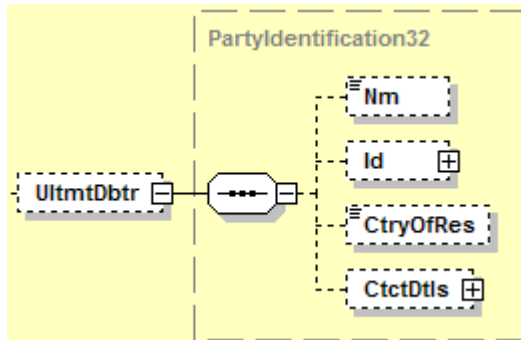 PartyIdentification32
Nm
Id
UltmtDbtr
CtryOfRes
CtctDtls